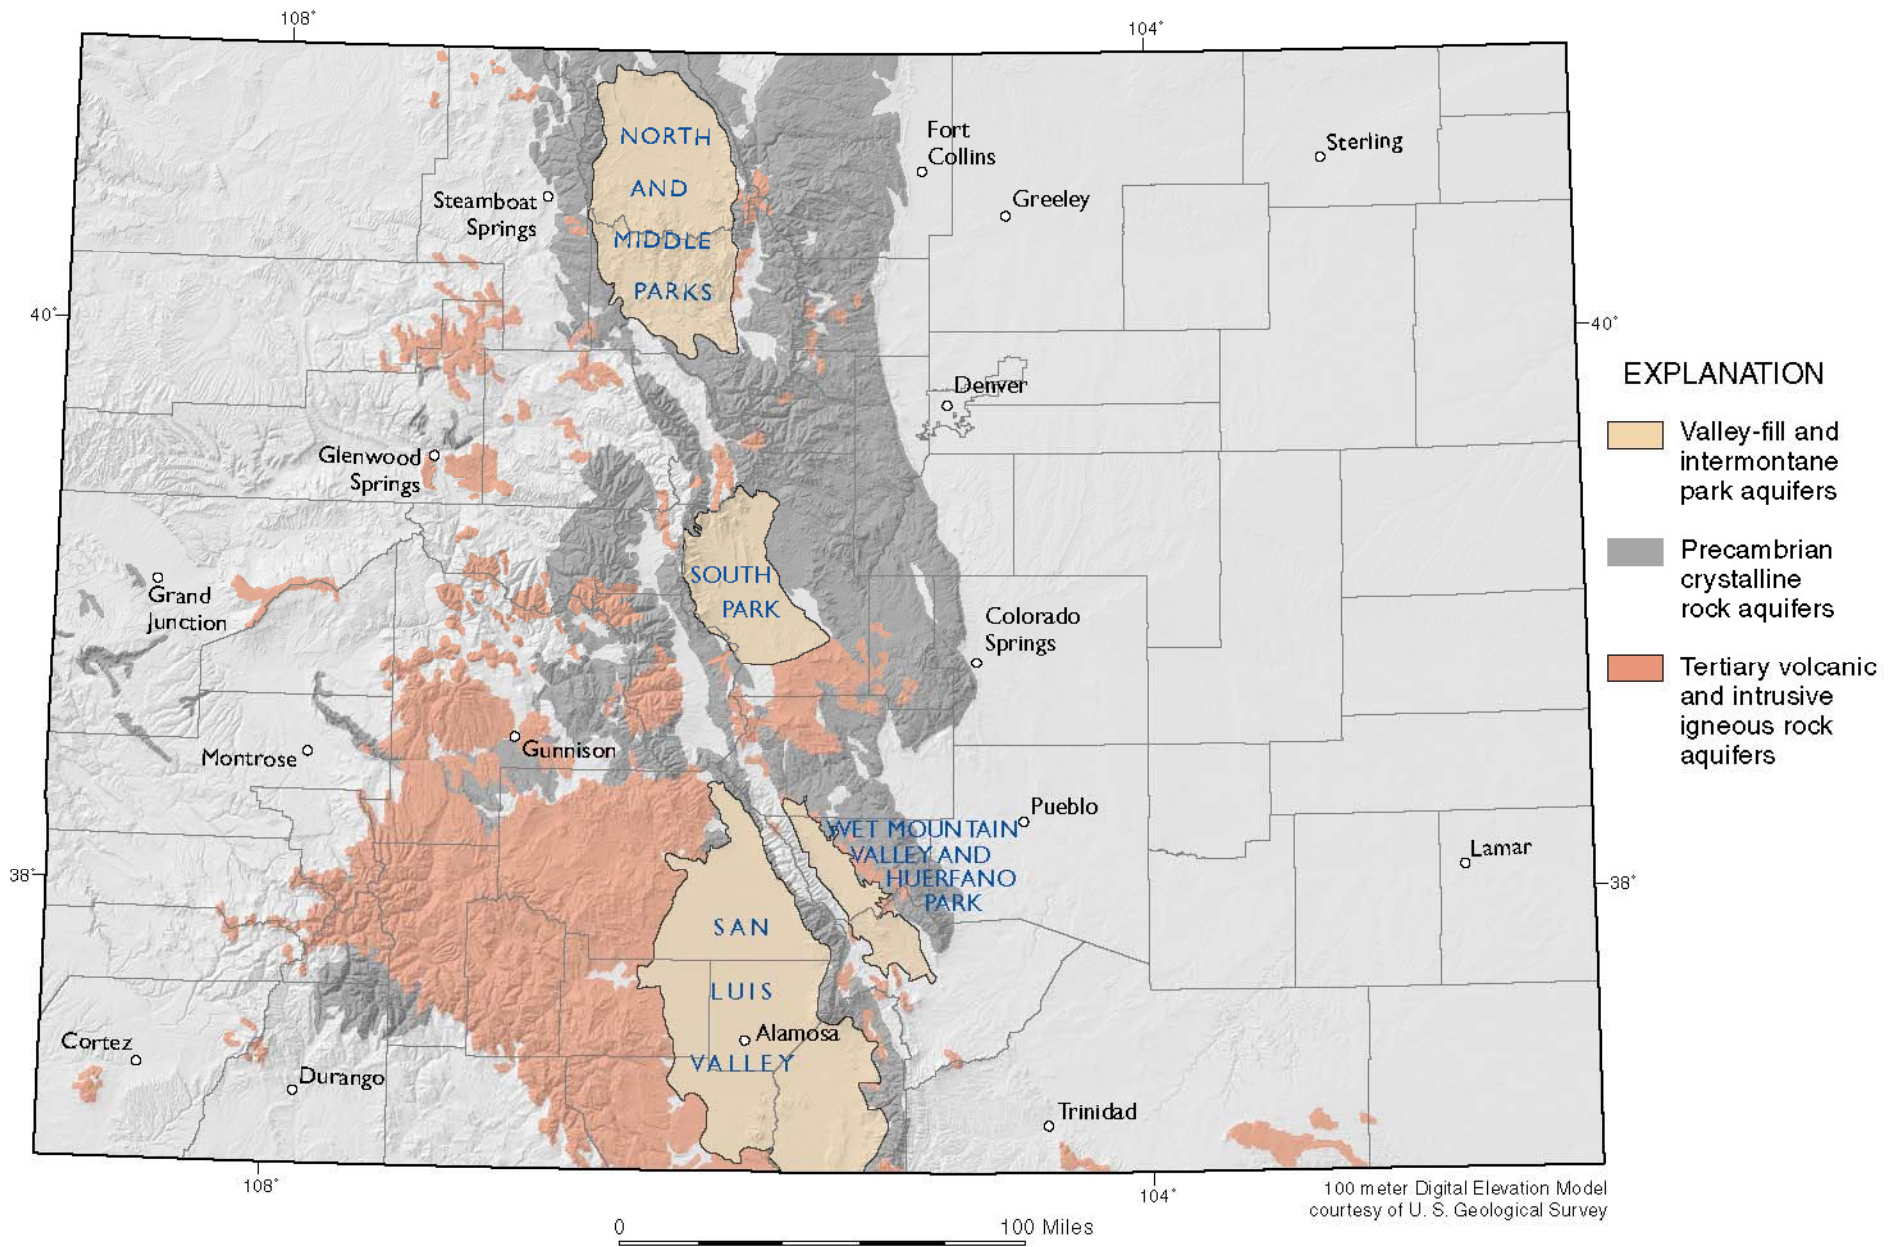 108°
104°
NORTH
AND
MIDDLE
PARKS
Fort
Collins
Sterling
Greeley
Steamboat
Springs
40°
40°
Denver
Glenwood
Springs
Grand
Junction
SOUTH
PARK
Colorado
Springs
Montrose
Gunnison
Pueblo
WET MOUNTAIN
VALLEY AND
HUERFANO
PARK
Lamar
38°
38°
SAN
LUIS
VALLEY
Alamosa
Cortez
Durango
Trinidad
108°
104°
EXPLANATION
Valley-fill and
intermontane
park aquifers
Precambrian
crystalline
rock aquifers
Tertiary volcanic
and intrusive
igneous rock
aquifers
100 meter Digital Elevation Model
courtesy of U. S. Geological Survey
0
100 Miles